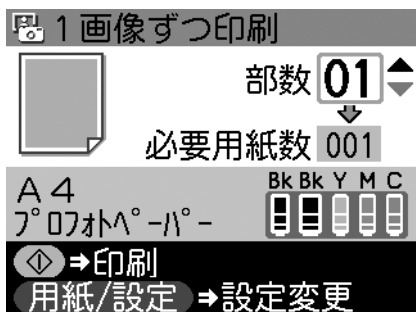 1画像ずつ印刷
部数 01
必要用紙数 001
A4 Bk Bk Y M C
プロフォトペーパー
⇒印刷
用紙/設定 ⇒設定変更